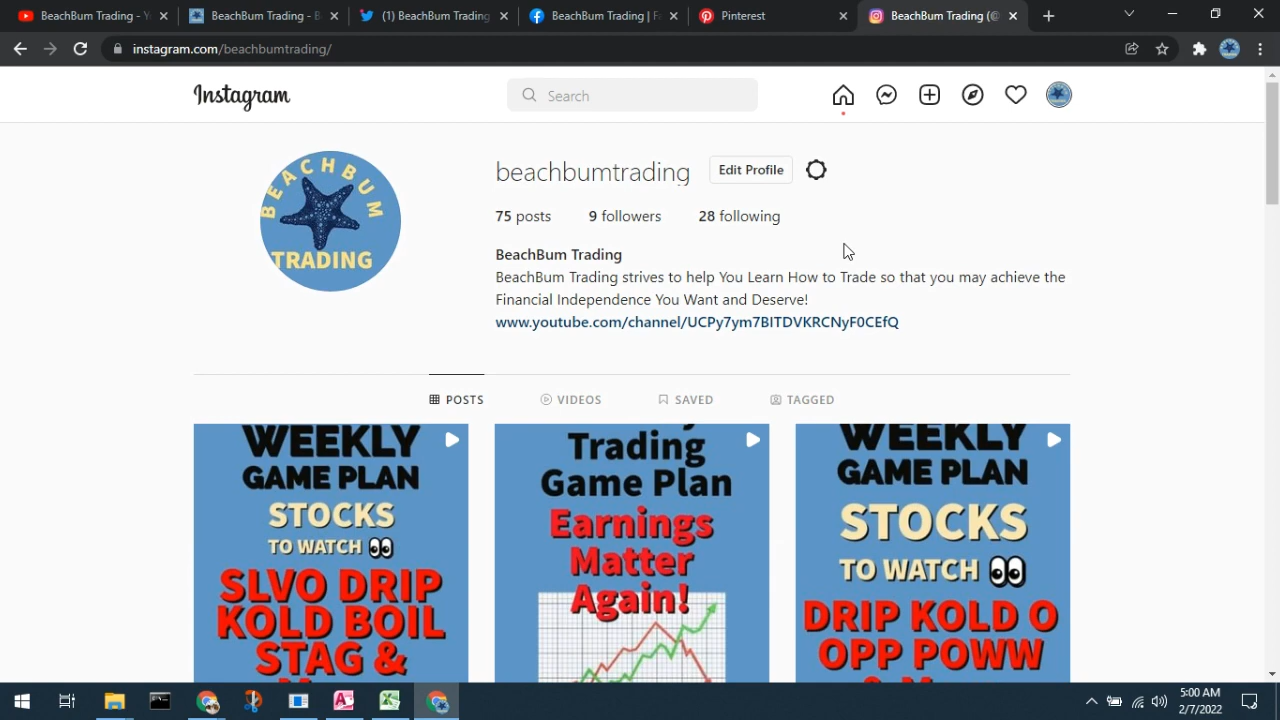 BeachBum Trading - Y
BeachBum Trading - B
(1) BeachBum Trading
BeachBum Trading | F
Pinterest
BeachBum Trading (@
instagram.com/beachbumtrading/
Instagram
Search
BEACHBUM
TRADING
beachbumtrading
Edit Profile
75 posts
9 followers
28 following
BeachBum Trading
BeachBum Trading strives to help You Learn How to Trade so that you may achieve the
Financial Independence You Want and Deserve!
www.youtube.com/channel/UCPy7ym7BITDVKRCNyF0CEfQ
POSTS
VIDEOS
SAVED
TAGGED
WEEKLY
GAME PLAN
STOCKS
TO WATCH 👀
SLVO DRIP
KOLD BOIL
STAG &
Trading
Game Plan
Earnings
Matter
Again!
WEEKLY
GAME PLAN
STOCKS
TO WATCH 👀
DRIP KOLD O
OPP POWW
5:00 AM
2/7/2022